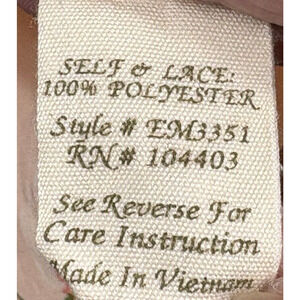 SELF & LACE:
100% POLYESTER
Style # EM3351
RN# 104403
See Reverse For
Care Instruction
Made In Vietnam